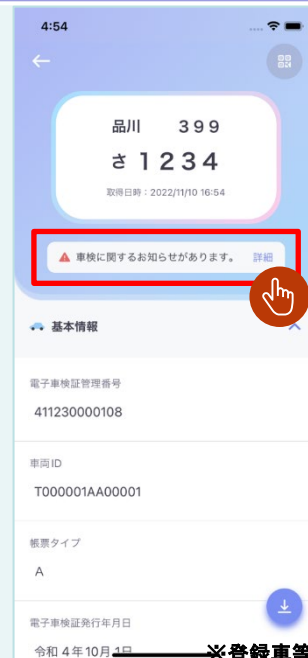 4:54
品川 399
さ 1234
取得日時：2022/11/10 16:54
車検に関するお知らせがあります。 詳細
基本情報
電子車検証管理番号
411230000108
車両ID
T000001AA00001
帳票タイプ
A
電子車検証発行年月日
令和 4年10月 1日
※登録車等